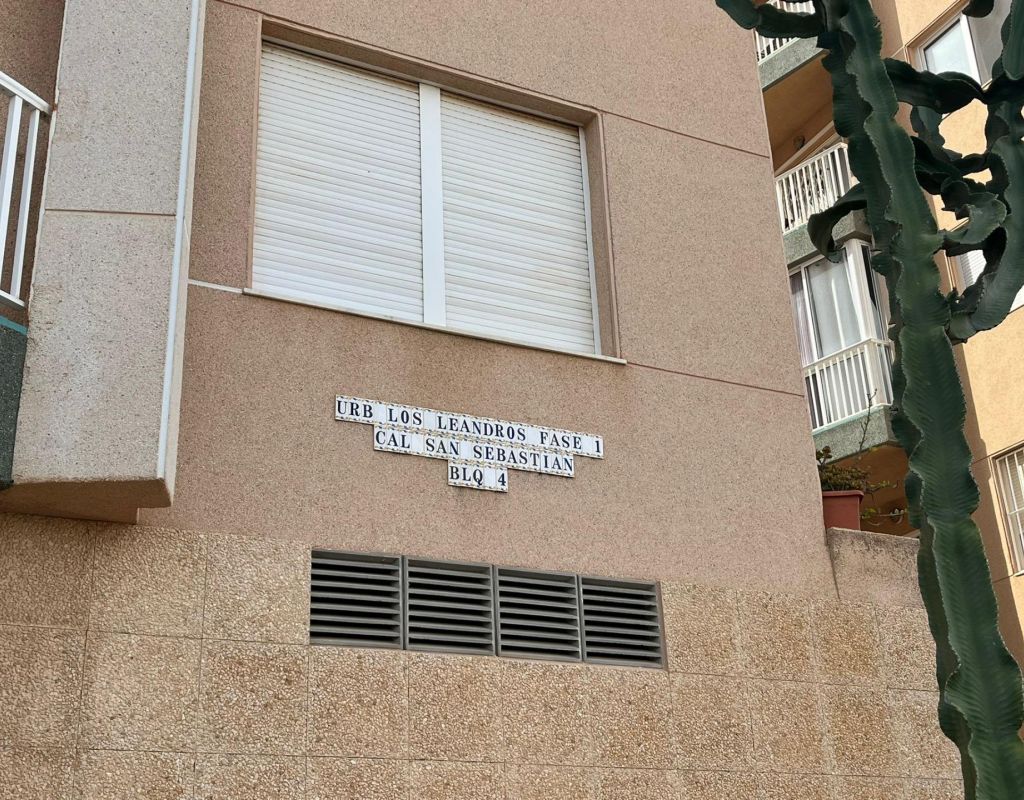 URB LOS LEANDROS FASE 1
CAL SAN SEBASTIAN
BLQ 4